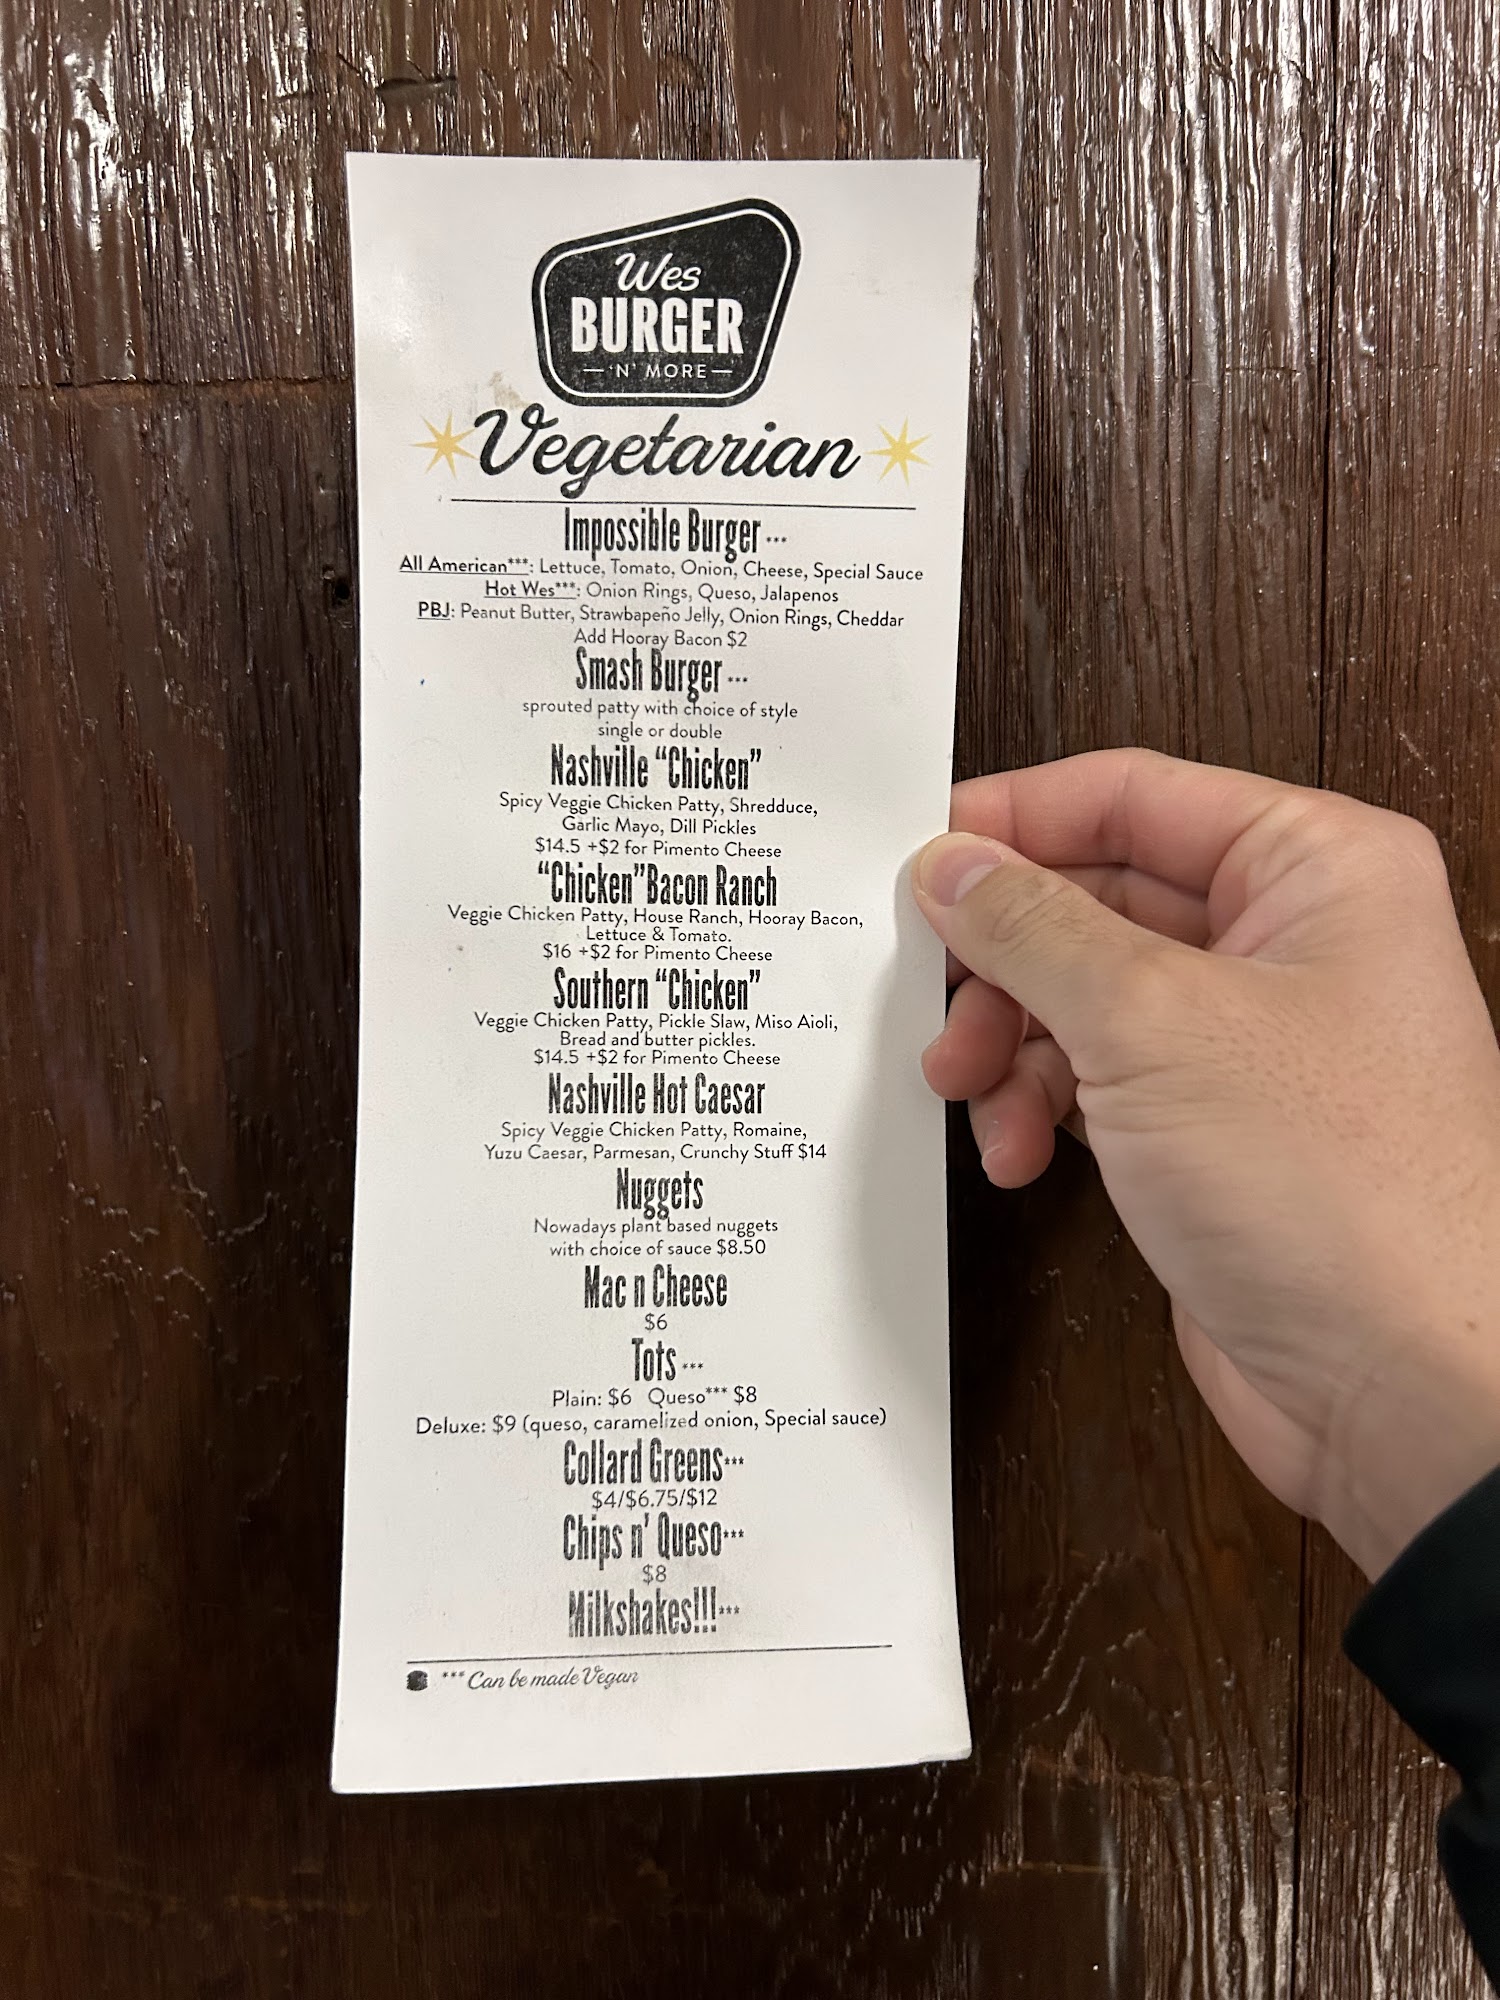 Wes
BURGER
—'N' MORE—
Vegetarian
Impossible Burger ***
All American***: Lettuce, Tomato, Onion, Cheese, Special Sauce
Hot Wes***: Onion Rings, Queso, Jalapenos
PBJ: Peanut Butter, Strawbapeño Jelly, Onion Rings, Cheddar
Add Hooray Bacon $2
Smash Burger ***
sprouted patty with choice of style
single or double
Nashville “Chicken”
Spicy Veggie Chicken Patty, Shredduce,
Garlic Mayo, Dill Pickles
$14.5 +$2 for Pimento Cheese
“Chicken”Bacon Ranch
Veggie Chicken Patty, House Ranch, Hooray Bacon,
Lettuce & Tomato.
$16 +$2 for Pimento Cheese
Southern “Chicken”
Veggie Chicken Patty, Pickle Slaw, Miso Aioli,
Bread and butter pickles.
$14.5 +$2 for Pimento Cheese
Nashville Hot Caesar
Spicy Veggie Chicken Patty, Romaine,
Yuzu Caesar, Parmesan, Crunchy Stuff $14
Nuggets
Nowadays plant based nuggets
with choice of sauce $8.50
Mac n Cheese
$6
Tots ***
Plain: $6 Queso*** $8
Deluxe: $9 (queso, caramelized onion, Special sauce)
Collard Greens***
$4/$6.75/$12
Chips n' Queso***
$8
Milkshakes!!!***
*** Can be made Vegan